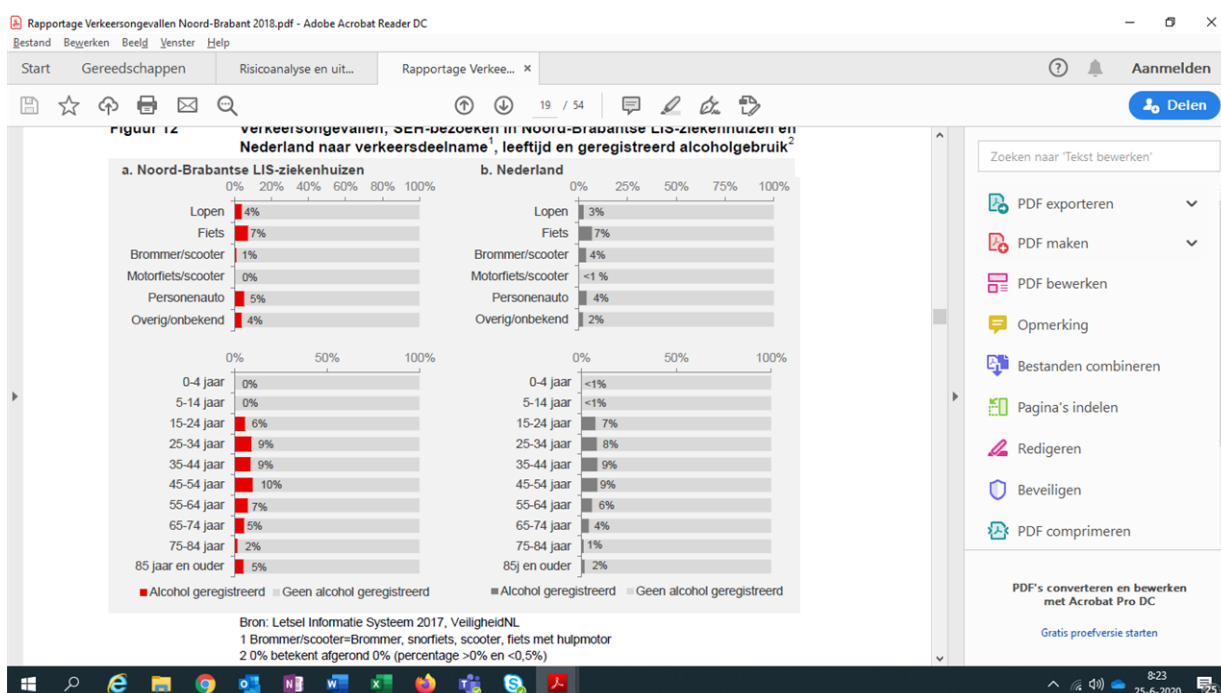 Rapportage Verkeersongevallen Noord-Brabant 2018.pdf - Adobe Acrobat Reader DC
Bestand Bewerken Beeld Venster Help
Start Gereedschappen Risicoanalyse en uit... Rapportage Verkee... × Aanmelden
19 / 54 Delen
Figuur 12 Verkeersongevallen, SEH-bezoeken in Noord-Brabantse LIS-ziekenhuizen en
Nederland naar verkeersdeelname1, leeftijd en geregistreerd alcoholgebruik2
a. Noord-Brabantse LIS-ziekenhuizen
0% 20% 40% 60% 80% 100%
Lopen 4%
Fiets 7%
Brommer/scooter 1%
Motorfiets/scooter 0%
Personenauto 5%
Overig/onbekend 4%
0% 50% 100%
0-4 jaar 0%
5-14 jaar 0%
15-24 jaar 6%
25-34 jaar 9%
35-44 jaar 9%
45-54 jaar 10%
55-64 jaar 7%
65-74 jaar 5%
75-84 jaar 2%
85 jaar en ouder 5%
Alcohol geregistreerd Geen alcohol geregistreerd
b. Nederland
0% 25% 50% 75% 100%
Lopen 3%
Fiets 7%
Brommer/scooter 4%
Motorfiets/scooter <1 %
Personenauto 4%
Overig/onbekend 2%
0% 50% 100%
0-4 jaar <1%
5-14 jaar <1%
15-24 jaar 7%
25-34 jaar 8%
35-44 jaar 9%
45-54 jaar 9%
55-64 jaar 6%
65-74 jaar 4%
75-84 jaar 1%
85j en ouder 2%
Alcohol geregistreerd Geen alcohol geregistreerd
Bron: Letsel Informatie Systeem 2017, VeiligheidNL
1 Brommer/scooter=Brommer, snorfiets, scooter, fiets met hulpmotor
2 0% betekent afgerond 0% (percentage >0% en <0,5%)
Zoeken naar 'Tekst bewerken'
PDF exporteren
PDF maken
PDF bewerken
Opmerking
Bestanden combineren
Pagina's indelen
Redigeren
Beveiligen
PDF comprimeren
PDF's converteren en bewerken
met Acrobat Pro DC
Gratis proefversie starten
8:23
25-6-2020